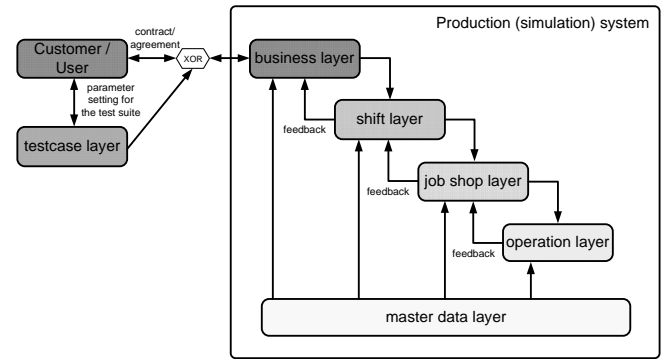 Production (simulation) system
contract/
agreement
Customer /
User
XOR
business layer
parameter
setting for
the test suite
feedback
shift layer
testcase layer
feedback
job shop layer
feedback
operation layer
master data layer